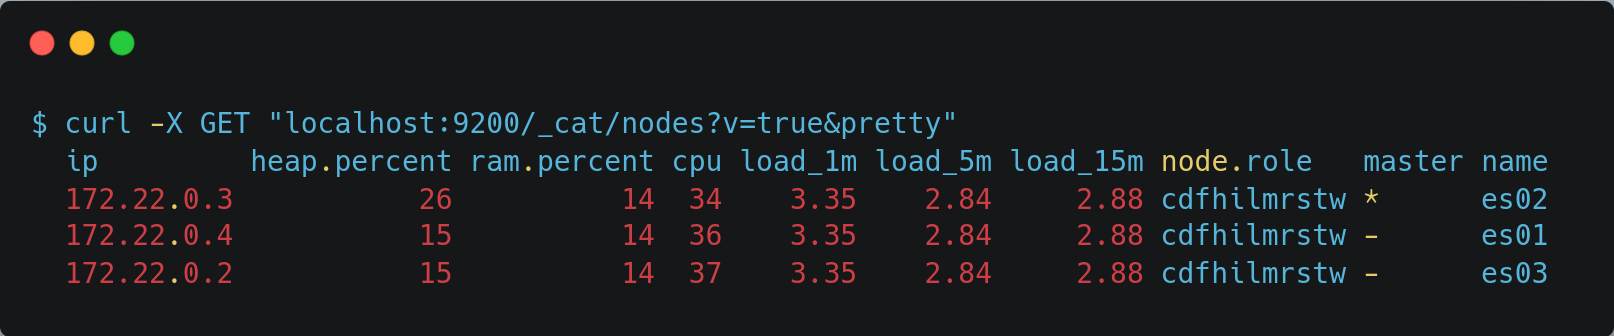 $ curl -X GET "localhost:9200/_cat/nodes?v=true&pretty"
ip         heap.percent ram.percent cpu load_1m load_5m load_15m node.role   master name
172.22.0.3           26          14  34    3.35    2.84     2.88 cdfhilmrstw *      es02
172.22.0.4           15          14  36    3.35    2.84     2.88 cdfhilmrstw -      es01
172.22.0.2           15          14  37    3.35    2.84     2.88 cdfhilmrstw -      es03